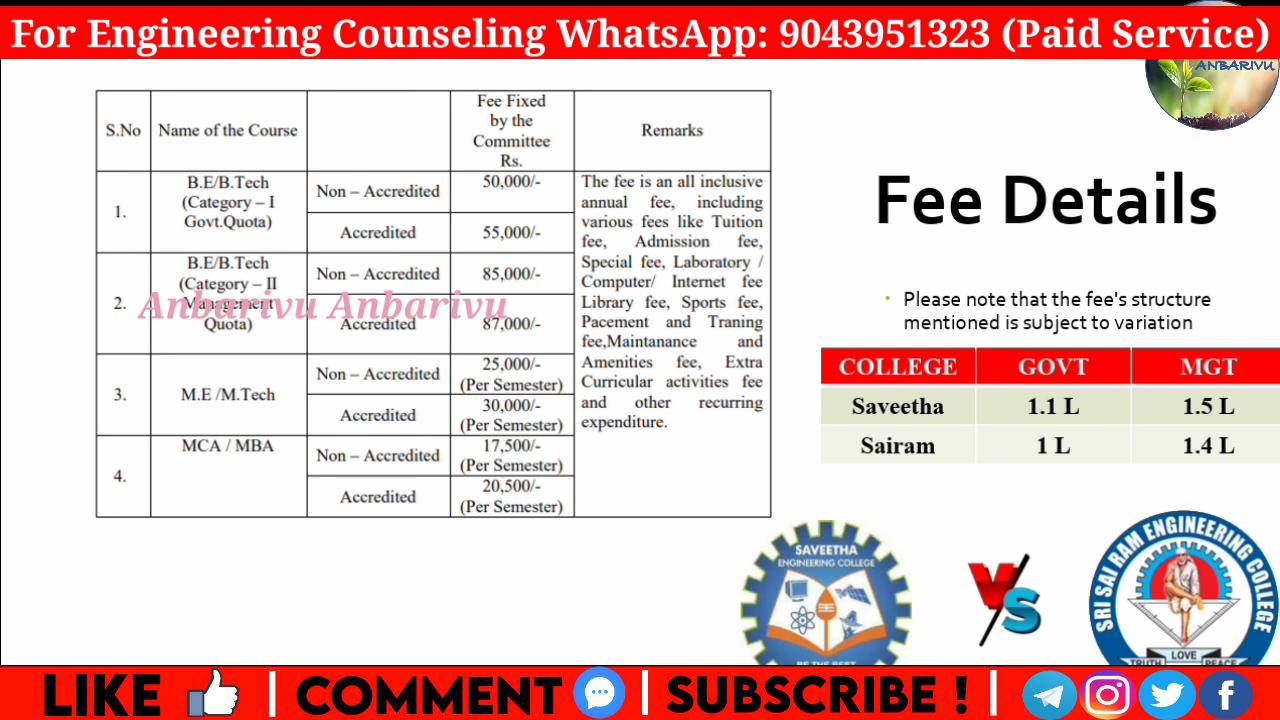 For Engineering Counseling WhatsApp: 9043951323 (Paid Service)
ANBARIVU
S.No
Name of the Course
Fee Fixed
by the
Committee
Rs.
Remarks
1.
B.E/B.Tech
(Category – I
Govt.Quota)
Non – Accredited
50,000/-
Accredited
55,000/-
2.
B.E/B.Tech
(Category – II
Management
Quota)
Non – Accredited
85,000/-
Accredited
87,000/-
3.
M.E /M.Tech
Non – Accredited
25,000/-
(Per Semester)
Accredited
30,000/-
(Per Semester)
4.
MCA / MBA
Non – Accredited
17,500/-
(Per Semester)
Accredited
20,500/-
(Per Semester)
The fee is an all inclusive
annual fee, including
various fees like Tuition
fee, Admission fee,
Special fee, Laboratory /
Computer/ Internet fee
Library fee, Sports fee,
Pacement and Traning
fee,Maintanance and
Amenities fee, Extra
Curricular activities fee
and other recurring
expenditure.
Anbarivu Anbarivu
Fee Details
• Please note that the fee's structure
mentioned is subject to variation
COLLEGE GOVT MGT
Saveetha 1.1 L 1.5 L
Sairam 1 L 1.4 L
SAVEETHA
ENGINEERING COLLEGE
BE THE BEST
VS
SRI SAI RAM ENGINEERING COLLEGE
LOVE
TRUTH PEACE
LIKE | COMMENT | SUBSCRIBE ! |